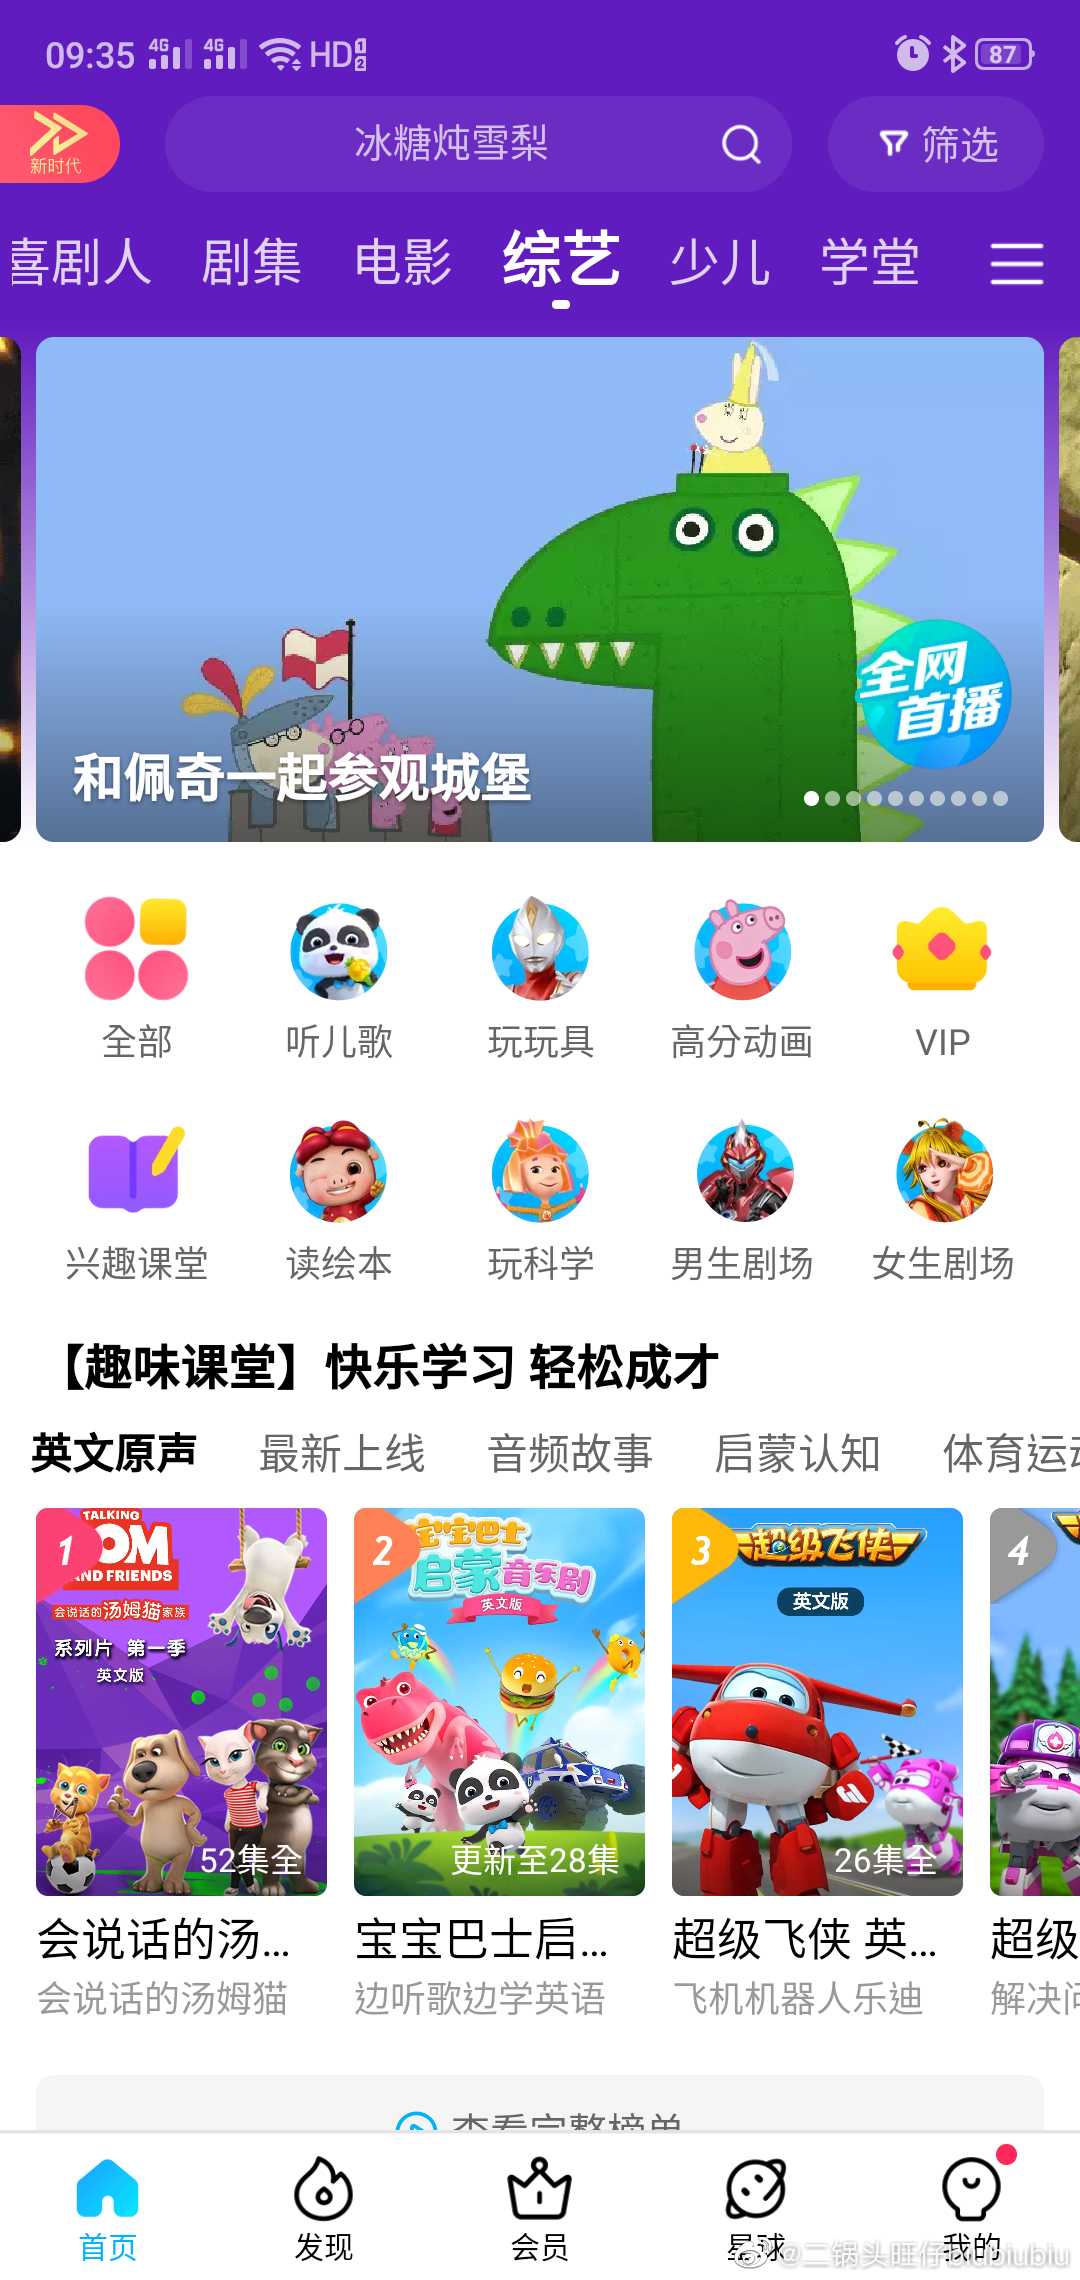 09:35 4G 4G HD 1 2 87
新时代
冰糖炖雪梨
筛选
喜剧人 剧集 电影 综艺 少儿 学堂
全网
首播
和佩奇一起参观城堡
全部 听儿歌 玩玩具 高分动画 VIP
兴趣课堂 读绘本 玩科学 男生剧场 女生剧场
【趣味课堂】快乐学习 轻松成才
英文原声 最新上线 音频故事 启蒙认知 体育运动
1
TALKING
TOM
AND FRIENDS
会说话的汤姆猫家族
系列片 第一季
英文版
52集全
2
宝宝巴士
启蒙音乐剧
英文版
更新至28集
3
超级飞侠
英文版
26集全
4
会说话的汤... 宝宝巴士启... 超级飞侠 英... 超级
会说话的汤姆猫 边听歌边学英语 飞机机器人乐迪 解决问
查看完整榜单
首页 发现 会员 星球 我的
@二锅头旺仔biubiubiu